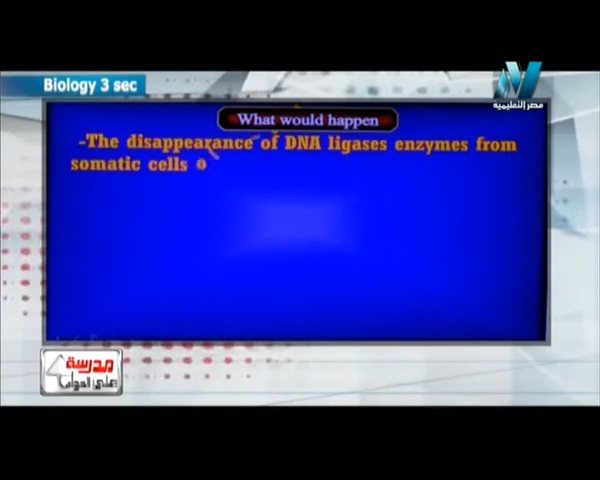 Biology 3 sec
مصر التعليمية
What would happen
-The disappearance of DNA ligases enzymes from
somatic cells
مدرسة
على الهواء